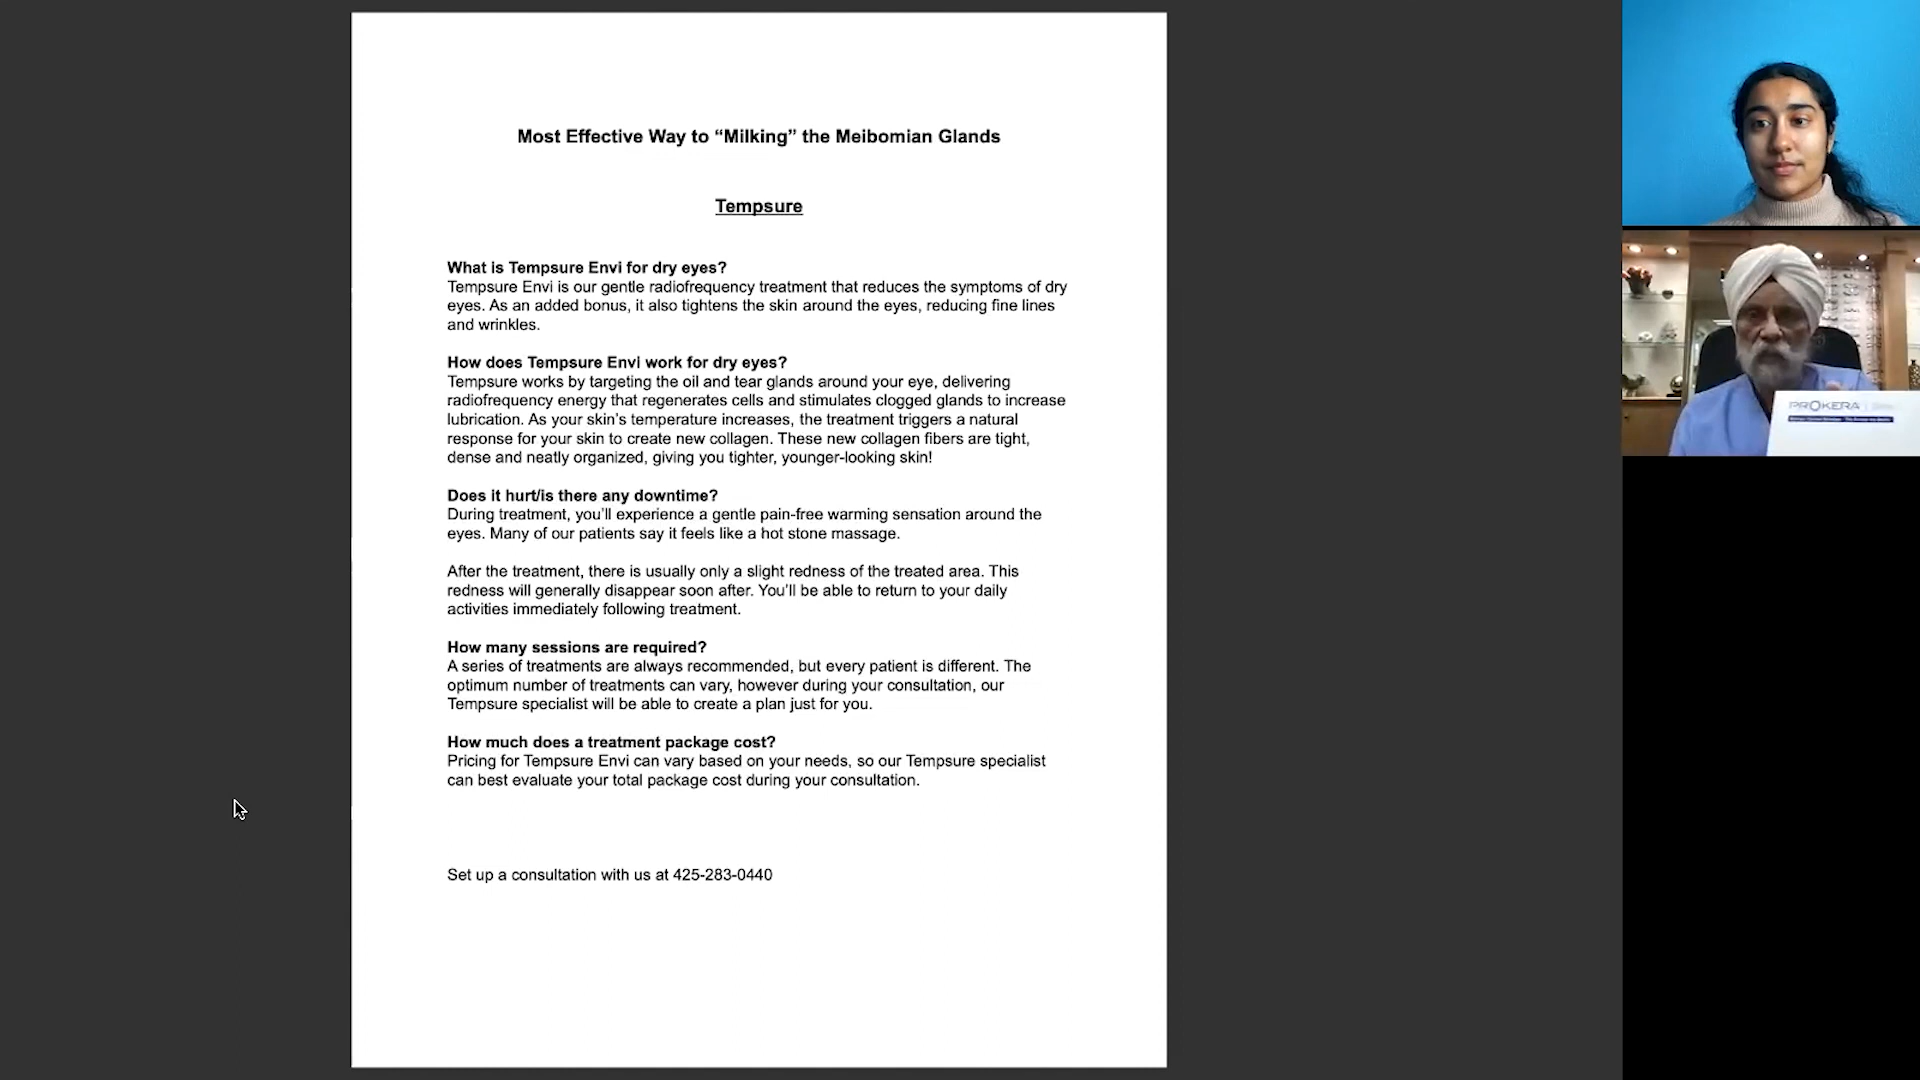 Most Effective Way to “Milking” the Meibomian Glands
Tempsure
What is Tempsure Envi for dry eyes?
Tempsure Envi is our gentle radiofrequency treatment that reduces the symptoms of dry
eyes. As an added bonus, it also tightens the skin around the eyes, reducing fine lines
and wrinkles.
How does Tempsure Envi work for dry eyes?
Tempsure works by targeting the oil and tear glands around your eye, delivering
radiofrequency energy that regenerates cells and stimulates clogged glands to increase
lubrication. As your skin’s temperature increases, the treatment triggers a natural
response for your skin to create new collagen. These new collagen fibers are tight,
dense and neatly organized, giving you tighter, younger-looking skin!
Does it hurt/is there any downtime?
During treatment, you’ll experience a gentle pain-free warming sensation around the
eyes. Many of our patients say it feels like a hot stone massage.
After the treatment, there is usually only a slight redness of the treated area. This
redness will generally disappear soon after. You’ll be able to return to your daily
activities immediately following treatment.
How many sessions are required?
A series of treatments are always recommended, but every patient is different. The
optimum number of treatments can vary, however during your consultation, our
Tempsure specialist will be able to create a plan just for you.
How much does a treatment package cost?
Pricing for Tempsure Envi can vary based on your needs, so our Tempsure specialist
can best evaluate your total package cost during your consultation.
Set up a consultation with us at 425-283-0440
PROKERA